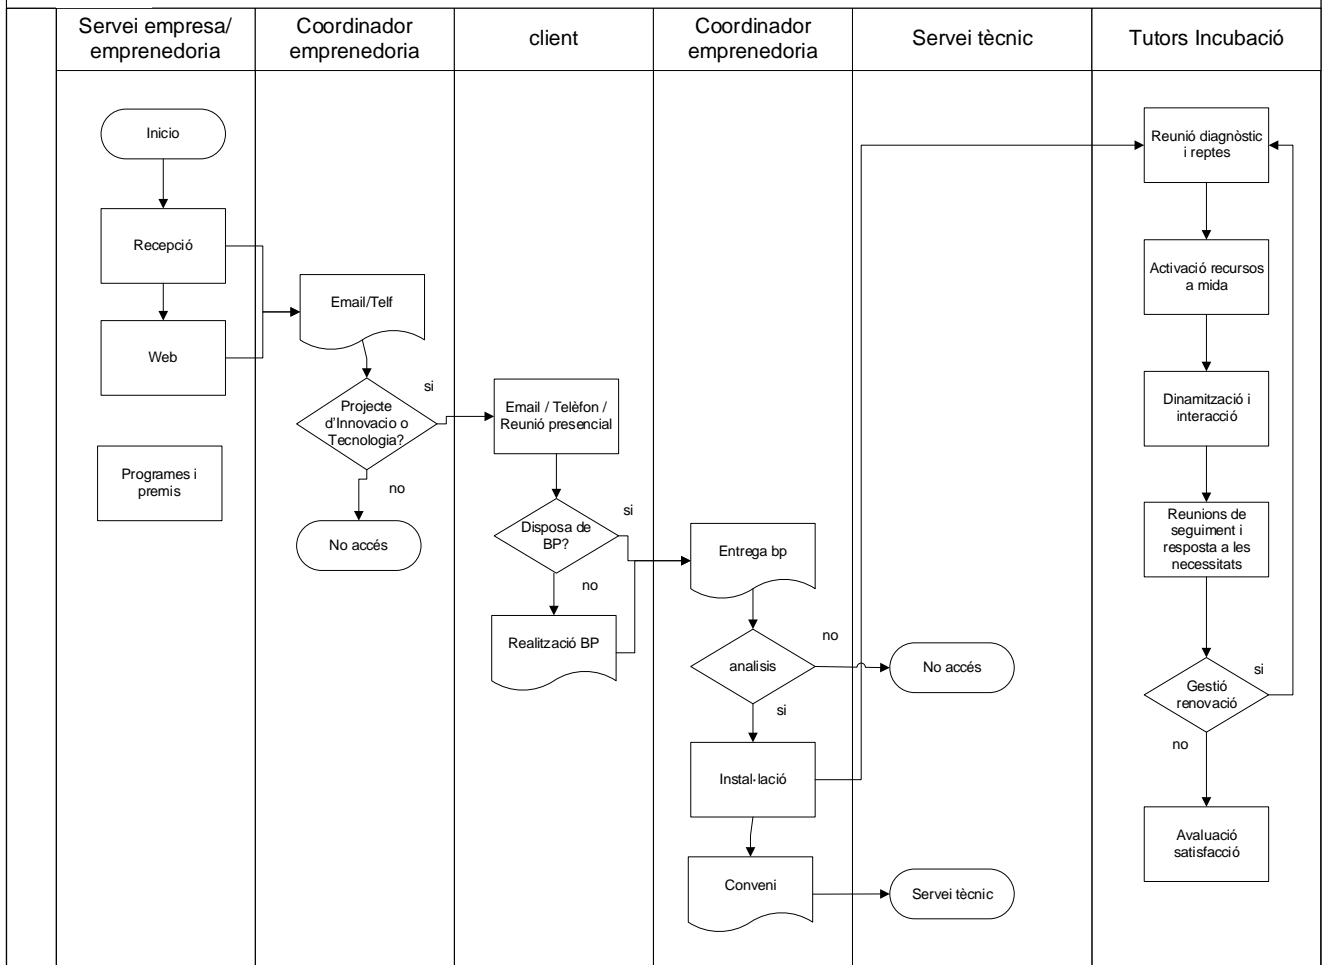 Servei empresa/
emprenedoria
Coordinador
emprenedoria
client
Coordinador
emprenedoria
Servei tècnic
Tutors Incubació
Inicio
Recepció
Web
Programes i
premis
Email/Telf
si
Projecte
d'Innovacio o
Tecnologia?
no
No accés
Email / Telèfon /
Reunió presencial
si
Disposa de
BP?
no
Realització BP
Entrega bp
no
analisis
si
Instal·lació
Conveni
No accés
Servei tècnic
Reunió diagnòstic
i reptes
Activació recursos
a mida
Dinamització i
interacció
Reunions de
seguiment i
resposta a les
necessitats
si
Gestió
renovació
no
Avaluació
satisfacció